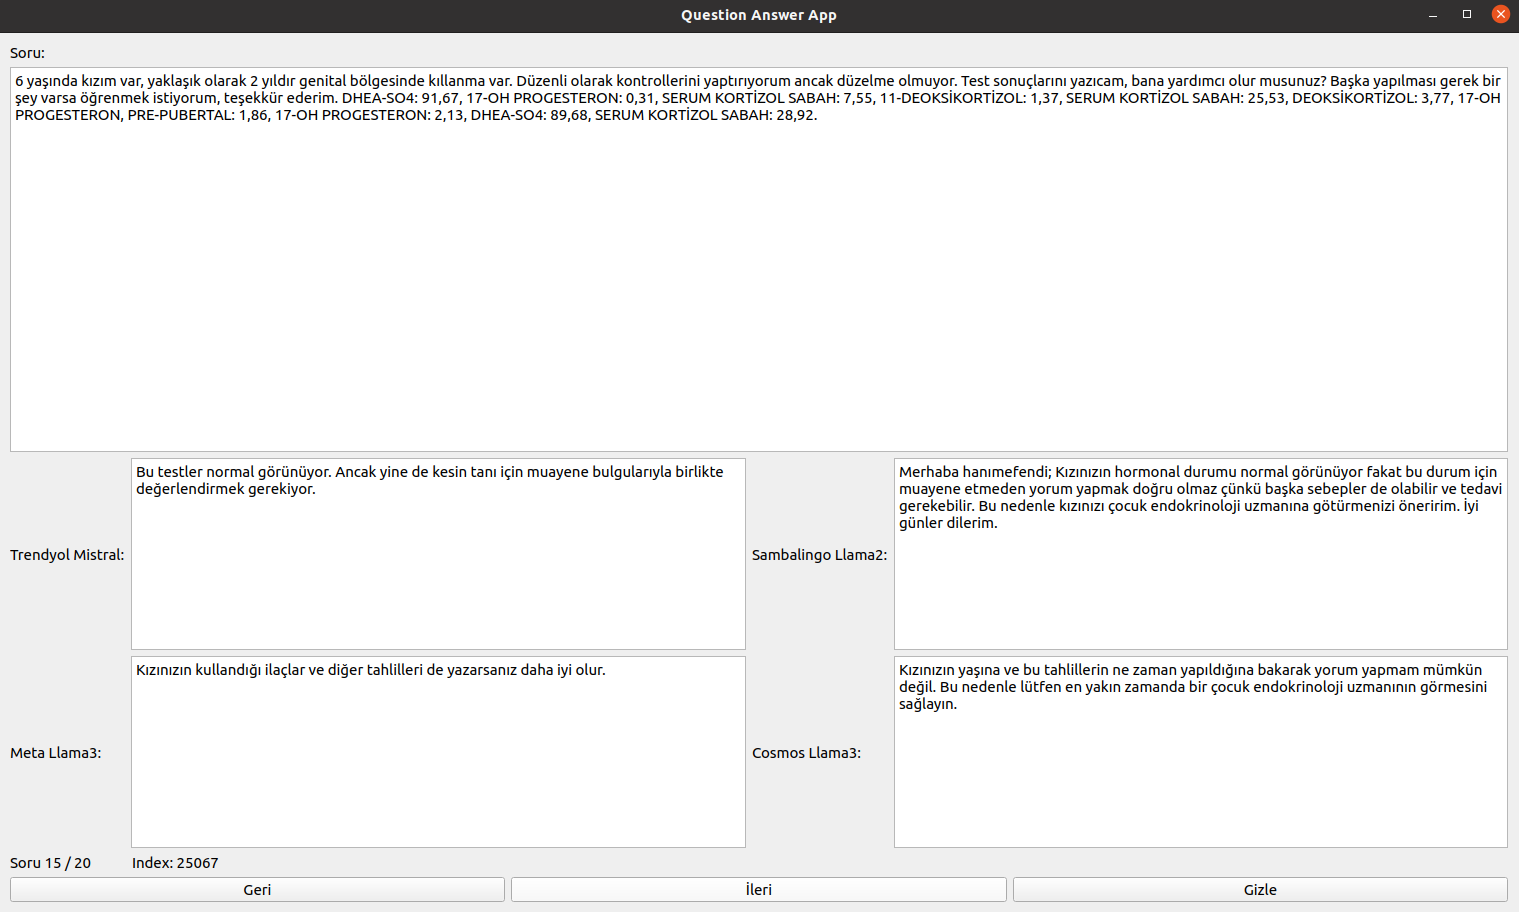 Question Answer App
Soru:
6 yaşında kızım var, yaklaşık olarak 2 yıldır genital bölgesinde kıllanma var. Düzenli olarak kontrollerini yaptırıyorum ancak düzelme olmuyor. Test sonuçlarını yazıcam, bana yardımcı olur musunuz? Başka yapılması gerek bir
şey varsa öğrenmek istiyorum, teşekkür ederim. DHEA-SO4: 91,67, 17-OH PROGESTERON: 0,31, SERUM KORTİZOL SABAH: 7,55, 11-DEOKSİKORTİZOL: 1,37, SERUM KORTİZOL SABAH: 25,53, DEOKSİKORTİZOL: 3,77, 17-OH
PROGESTERON, PRE-PUBERTAL: 1,86, 17-OH PROGESTERON: 2,13, DHEA-SO4: 89,68, SERUM KORTİZOL SABAH: 28,92.
Trendyol Mistral:
Bu testler normal görünüyor. Ancak yine de kesin tanı için muayene bulgularıyla birlikte
değerlendirmek gerekiyor.
Sambalingo Llama2:
Merhaba hanımefendi; Kızınızın hormonal durumu normal görünüyor fakat bu durum için
muayene etmeden yorum yapmak doğru olmaz çünkü başka sebepler de olabilir ve tedavi
gerekebilir. Bu nedenle kızınızı çocuk endokrinoloji uzmanına götürmenizi öneririm. İyi
günler dilerim.
Meta Llama3:
Kızınızın kullandığı ilaçlar ve diğer tahlilleri de yazarsanız daha iyi olur.
Cosmos Llama3:
Kızınızın yaşına ve bu tahlillerin ne zaman yapıldığına bakarak yorum yapmam mümkün
değil. Bu nedenle lütfen en yakın zamanda bir çocuk endokrinoloji uzmanının görmesini
sağlayın.
Soru 15 / 20
Index: 25067
Geri
İleri
Gizle